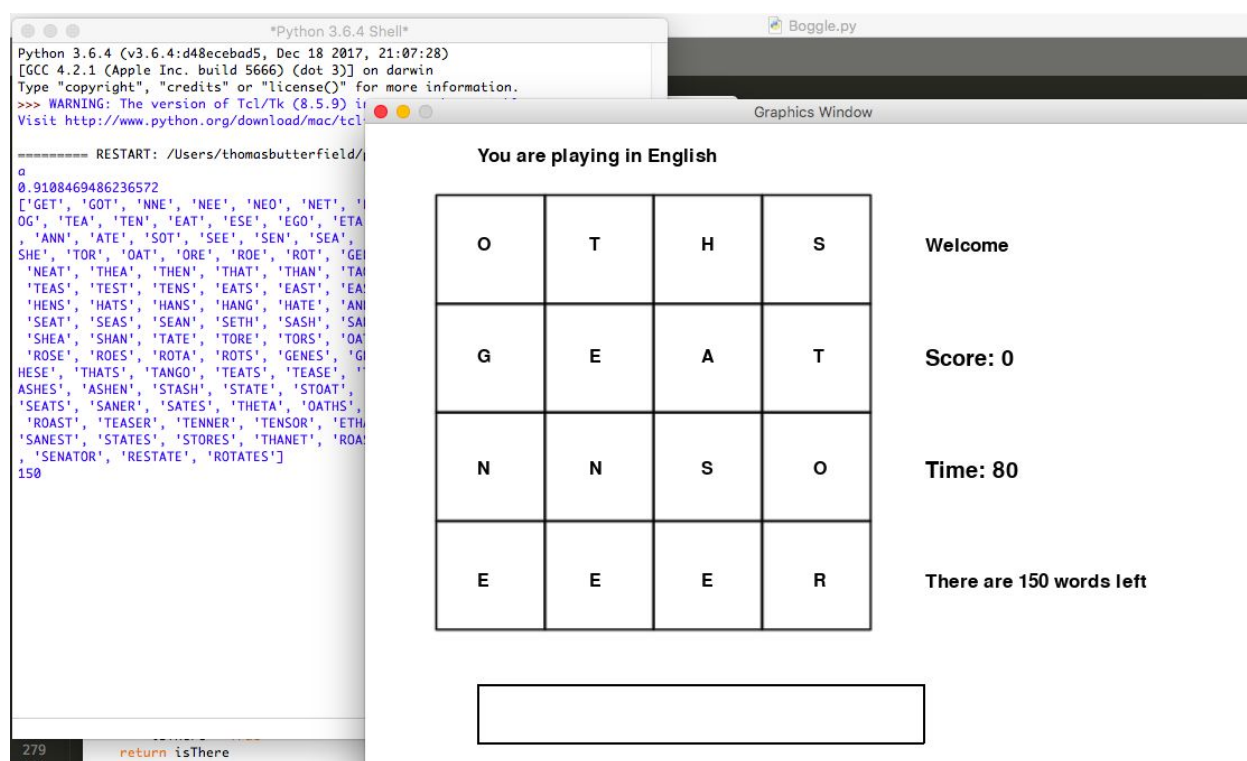 *Python 3.6.4 Shell*
Boggle.py
Python 3.6.4 (v3.6.4:d48ecebad5, Dec 18 2017, 21:07:28)
[GCC 4.2.1 (Apple Inc. build 5666) (dot 3)] on darwin
Type "copyright", "credits" or "license()" for more information.
>>> WARNING: The version of Tcl/Tk (8.5.9) i
Visit http://www.python.org/download/mac/tcl
========= RESTART: /Users/thomasbutterfield/
a
0.9108469486236572
['GET', 'GOT', 'NNE', 'NEE', 'NEO', 'NET', '
OG', 'TEA', 'TEN', 'EAT', 'ESE', 'EGO', 'ETA
, 'ANN', 'ATE', 'SOT', 'SEE', 'SEN', 'SEA',
SHE', 'TOR', 'OAT', 'ORE', 'ROE', 'ROT', 'GE
'NEAT', 'THEA', 'THEN', 'THAT', 'THAN', 'TA
'TEAS', 'TEST', 'TENS', 'EATS', 'EAST', 'EA
'HENS', 'HATS', 'HANS', 'HANG', 'HATE', 'AN
'SEAT', 'SEAS', 'SEAN', 'SETH', 'SASH', 'SA
'SHEA', 'SHAN', 'TATE', 'TORE', 'TORS', 'OA
'ROSE', 'ROES', 'ROTA', 'ROTS', 'GENES', 'G
HESE', 'THATS', 'TANGO', 'TEATS', 'TEASE', '
ASHES', 'ASHEN', 'STASH', 'STATE', 'STOAT',
'SEATS', 'SANER', 'SATES', 'THETA', 'OATHS',
'ROAST', 'TEASER', 'TENNER', 'TENSOR', 'ETH
'SANEST', 'STATES', 'STORES', 'THANET', 'ROA
, 'SENATOR', 'RESTATE', 'ROTATES']
150
279
return isThere
Graphics Window
You are playing in English
O T H S
Welcome
G E A T
Score: 0
N N S O
Time: 80
E E E R
There are 150 words left